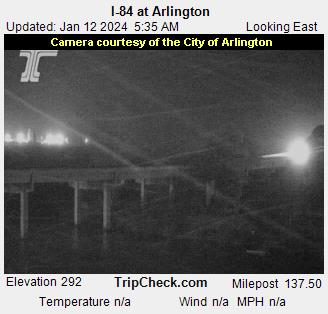 I-84 at Arlington
Updated: Jan 12 2024 5:35 AM Looking East
Camera courtesy of the City of Arlington
Elevation 292 TripCheck.com Milepost 137.50
Temperature n/a Wind n/a MPH n/a